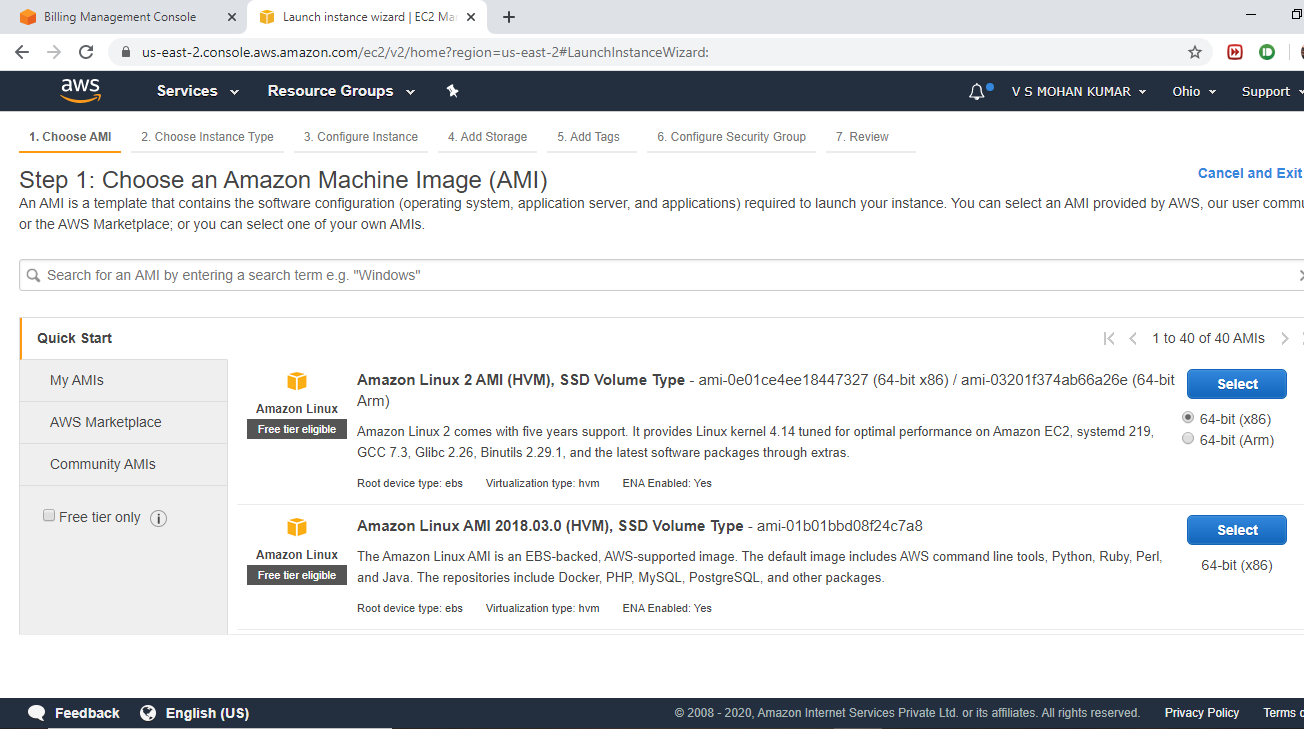 Billing Management Console
Launch instance wizard | EC2 Mar
us-east-2.console.aws.amazon.com/ec2/v2/home?region=us-east-2#LaunchInstanceWizard:
aws Services Resource Groups V S MOHAN KUMAR Ohio Support
1. Choose AMI 2. Choose Instance Type 3. Configure Instance 4. Add Storage 5. Add Tags 6. Configure Security Group 7. Review
Step 1: Choose an Amazon Machine Image (AMI)
Cancel and Exit
An AMI is a template that contains the software configuration (operating system, application server, and applications) required to launch your instance. You can select an AMI provided by AWS, our user commu
or the AWS Marketplace; or you can select one of your own AMIs.
Search for an AMI by entering a search term e.g. "Windows"
Quick Start
1 to 40 of 40 AMIs
My AMIs
AWS Marketplace
Community AMIs
Free tier only
Amazon Linux
Free tier eligible
Amazon Linux 2 AMI (HVM), SSD Volume Type - ami-0e01ce4ee18447327 (64-bit x86) / ami-03201f374ab66a26e (64-bit
Arm)
Amazon Linux 2 comes with five years support. It provides Linux kernel 4.14 tuned for optimal performance on Amazon EC2, systemd 219,
GCC 7.3, Glibc 2.26, Binutils 2.29.1, and the latest software packages through extras.
Root device type: ebs Virtualization type: hvm ENA Enabled: Yes
Select
64-bit (x86)
64-bit (Arm)
Amazon Linux
Free tier eligible
Amazon Linux AMI 2018.03.0 (HVM), SSD Volume Type - ami-01b01bbd08f24c7a8
The Amazon Linux AMI is an EBS-backed, AWS-supported image. The default image includes AWS command line tools, Python, Ruby, Perl,
and Java. The repositories include Docker, PHP, MySQL, PostgreSQL, and other packages.
Root device type: ebs Virtualization type: hvm ENA Enabled: Yes
Select
64-bit (x86)
Feedback English (US) © 2008 - 2020, Amazon Internet Services Private Ltd. or its affiliates. All rights reserved. Privacy Policy Terms